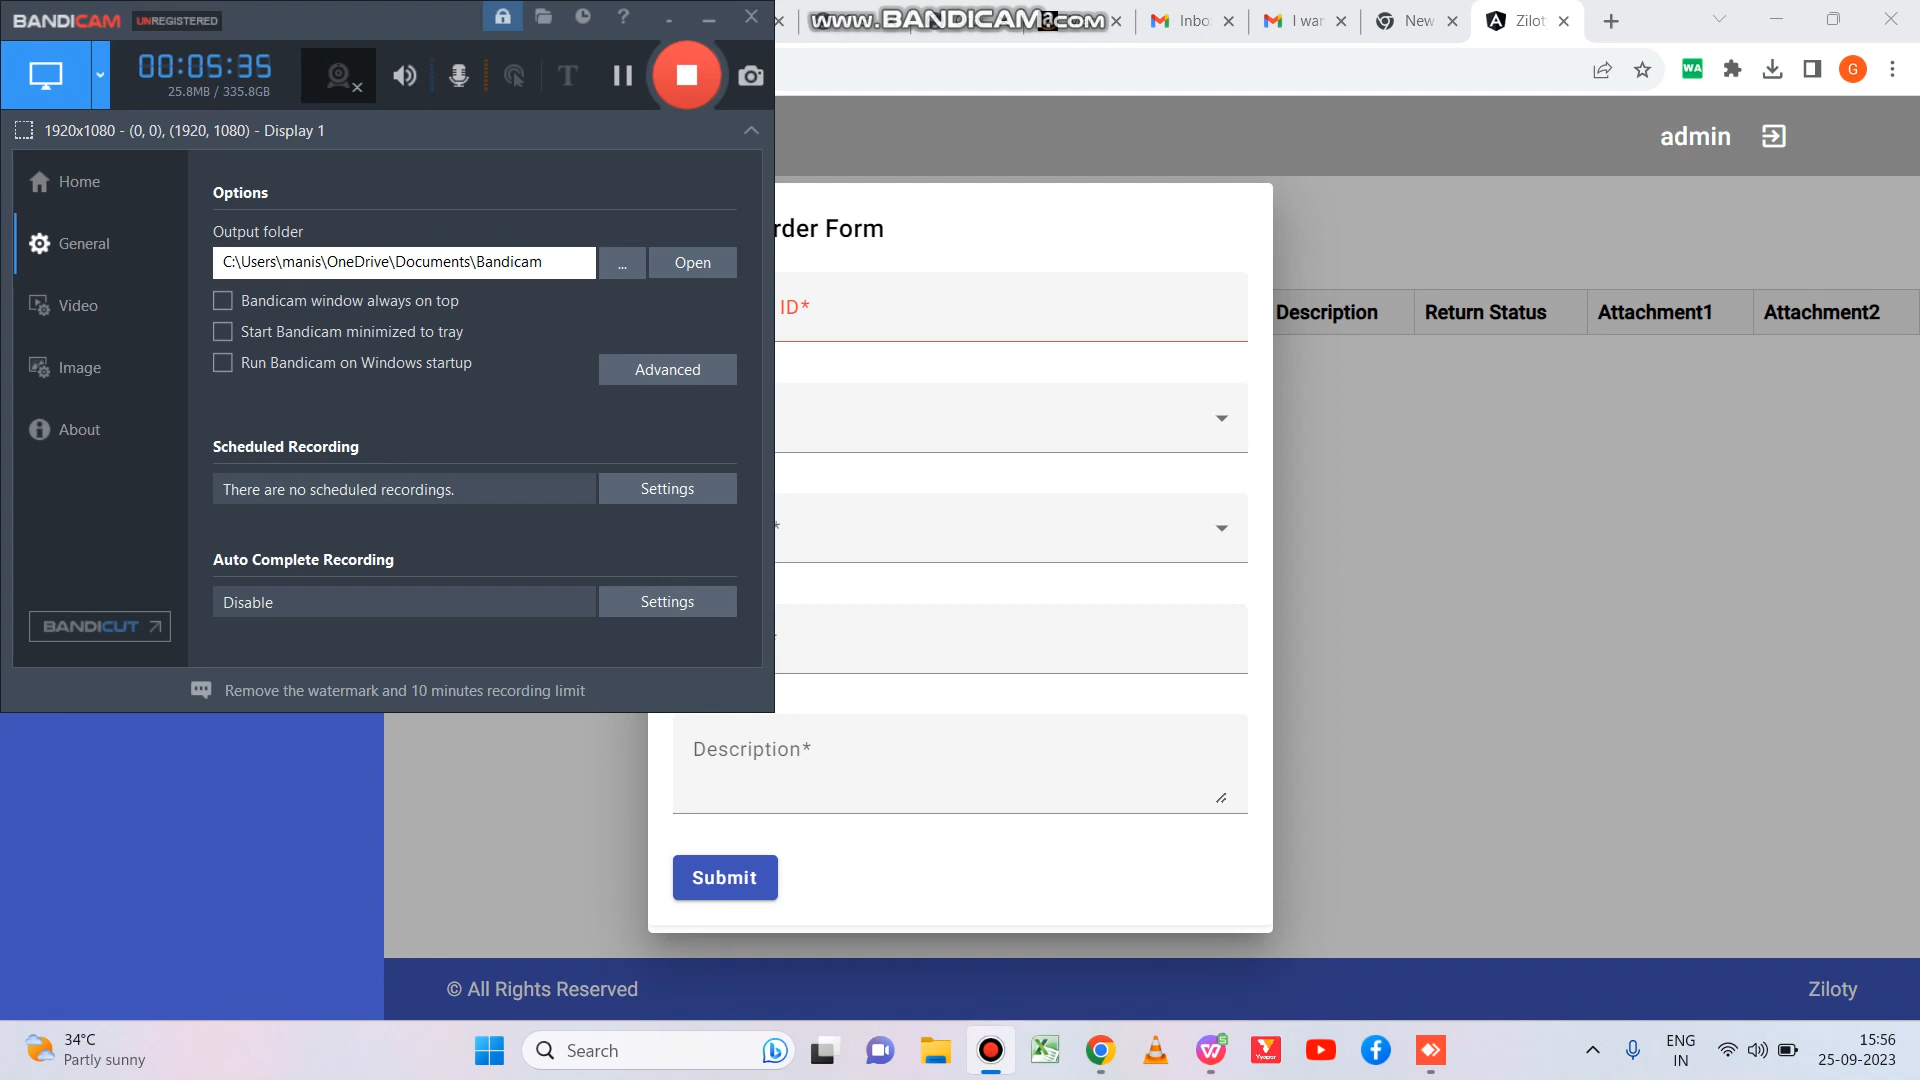 BANDICAM UNREGISTERED
www.BANDICAM.com
Inbo
I wan
New
Zilot
00:05:35
25.8MB / 335.8GB
WA
G
1920x1080 - (0, 0), (1920, 1080) - Display 1
admin
Home
General
Video
Image
About
BANDICUT
Options
Output folder
C:\Users\manis\OneDrive\Documents\Bandicam
...
Open
Bandicam window always on top
Start Bandicam minimized to tray
Run Bandicam on Windows startup
Advanced
Scheduled Recording
There are no scheduled recordings.
Settings
Auto Complete Recording
Disable
Settings
Remove the watermark and 10 minutes recording limit
rder Form
ID*
*
Description*
Submit
Description
Return Status
Attachment1
Attachment2
© All Rights Reserved
Ziloty
34°C
Partly sunny
Search
ENG
IN
15:56
25-09-2023